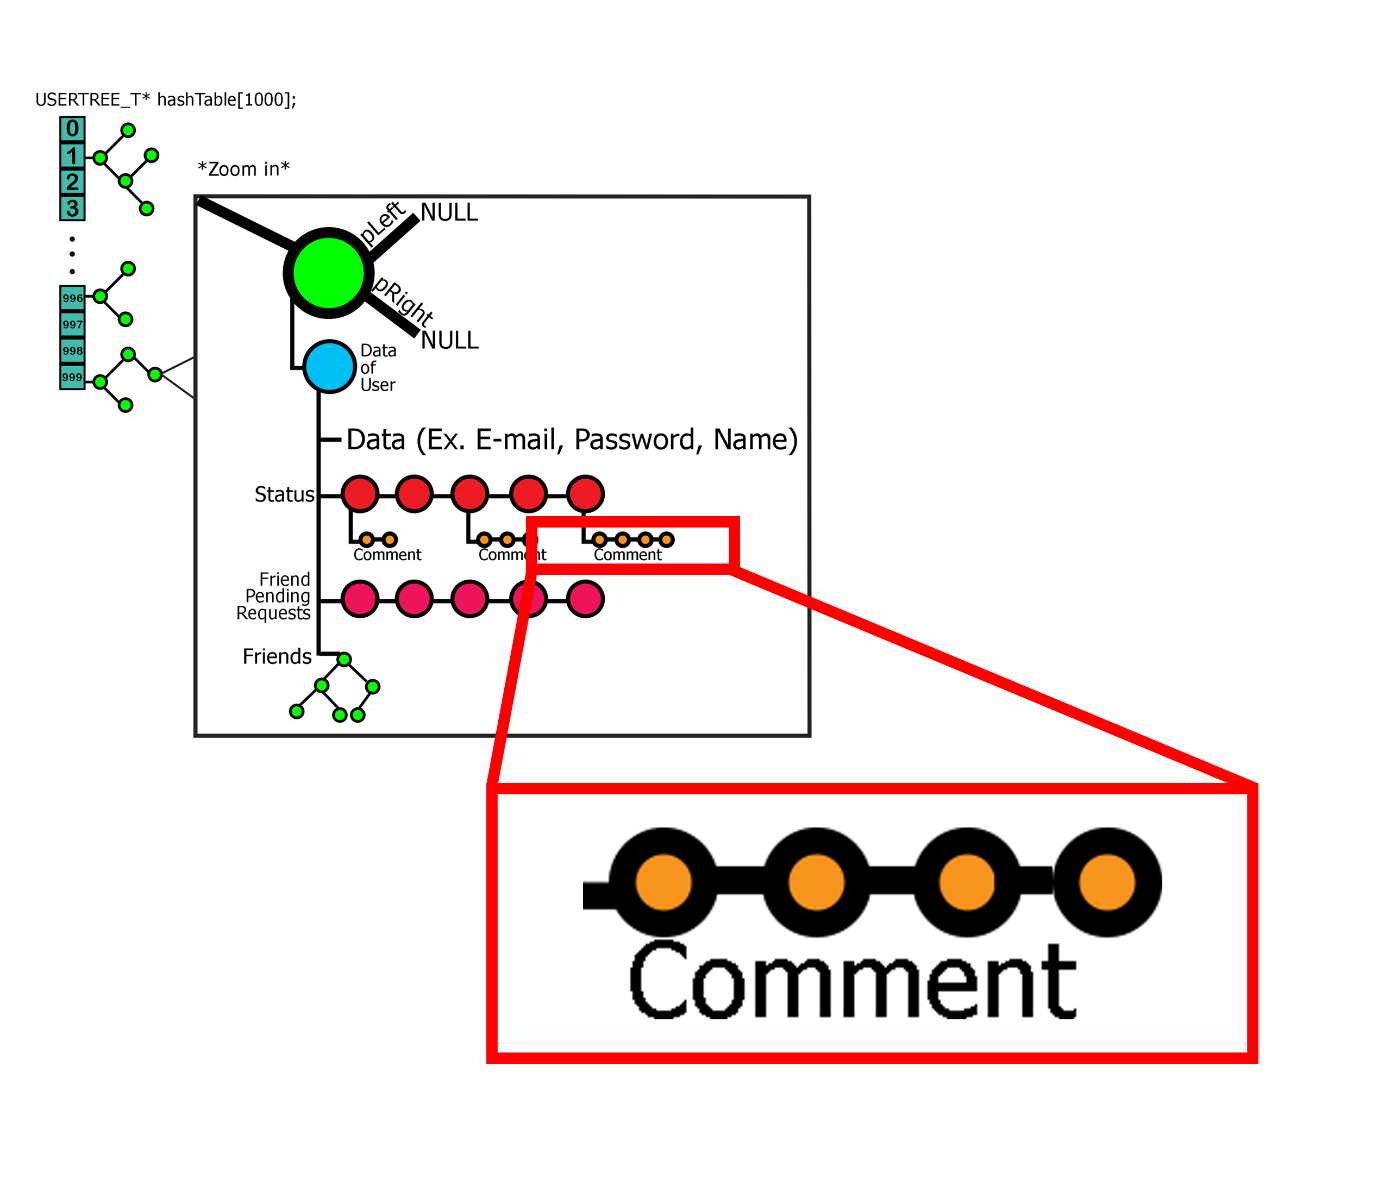 USERTREE_T* hashTable[1000];
0
1
2
3
996
997
998
999
*Zoom in*
pLeft
NULL
pRight
NULL
Data
of
User
Data (Ex. E-mail, Password, Name)
Status
Comment
Comment
Comment
Friend
Pending
Requests
Friends
Comment